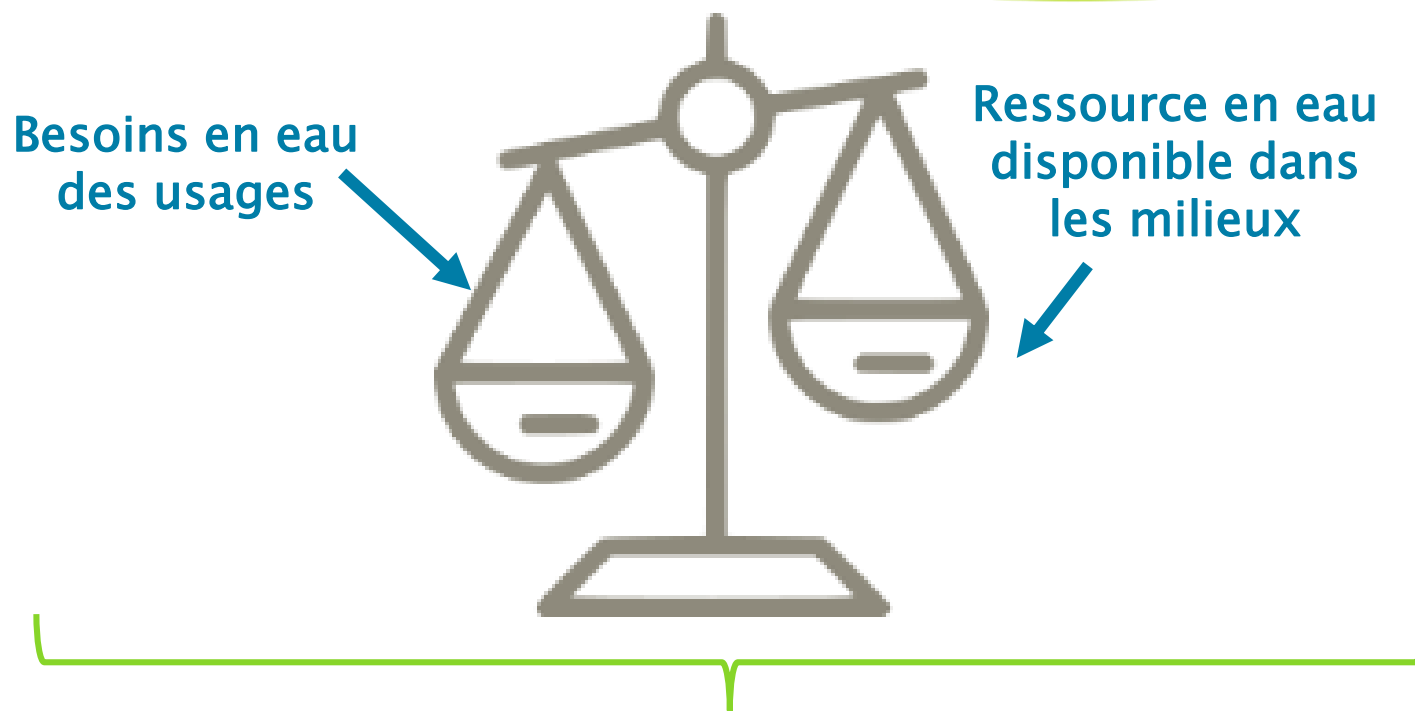 Besoins en eau
des usages
Ressource en eau
disponible dans
les milieux